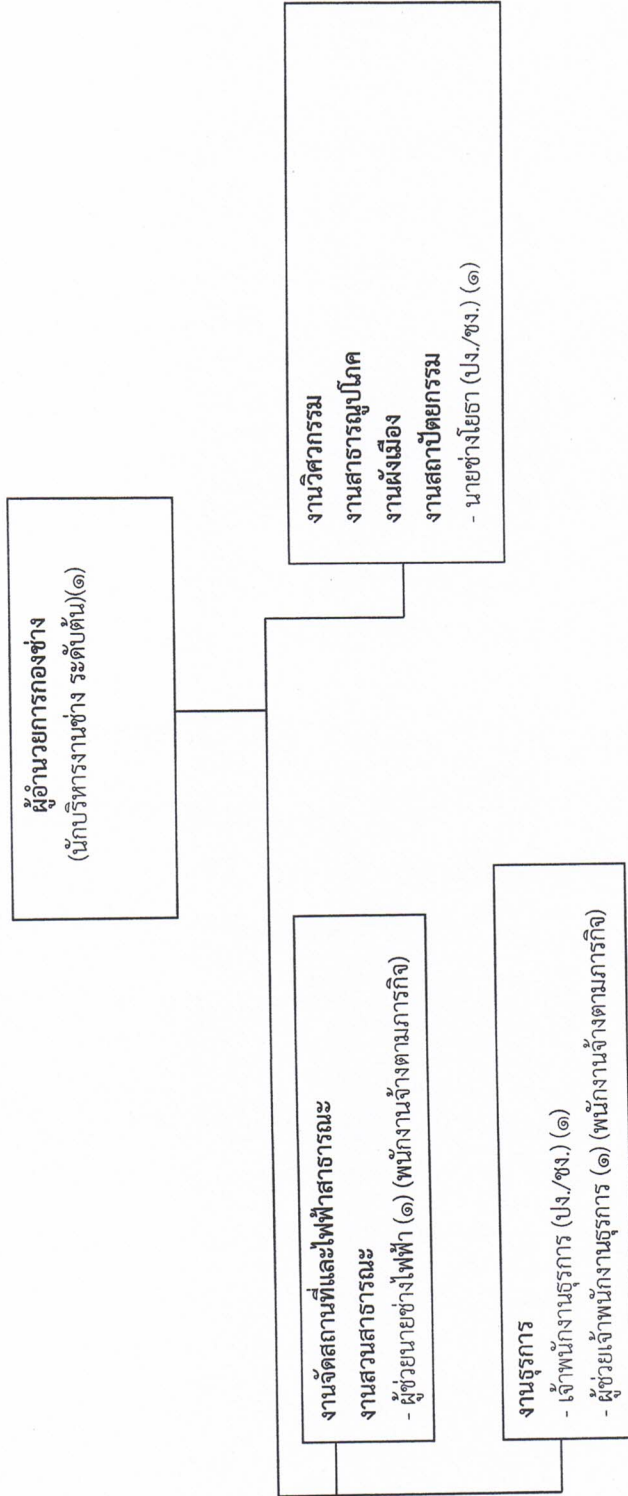 ผู้อำนวยการกองช่าง
(นักบริหารงานช่าง ระดับต้น)(๑)
งานจัดสถานที่และไฟฟ้าสาธารณะ
งานสวนสาธารณะ
- ผู้ช่วยนายช่างไฟฟ้า (๑) (พนักงานจ้างตามภารกิจ)
งานวิศวกรรม
งานสาธารณูปโภค
งานผังเมือง
งานสถาปัตยกรรม
- นายช่างโยธา (ปง./ชง.) (๑)
งานธุรการ
- เจ้าพนักงานธุรการ (ปง./ชง.) (๑)
- ผู้ช่วยเจ้าพนักงานธุรการ (๑) (พนักงานจ้างตามภารกิจ)